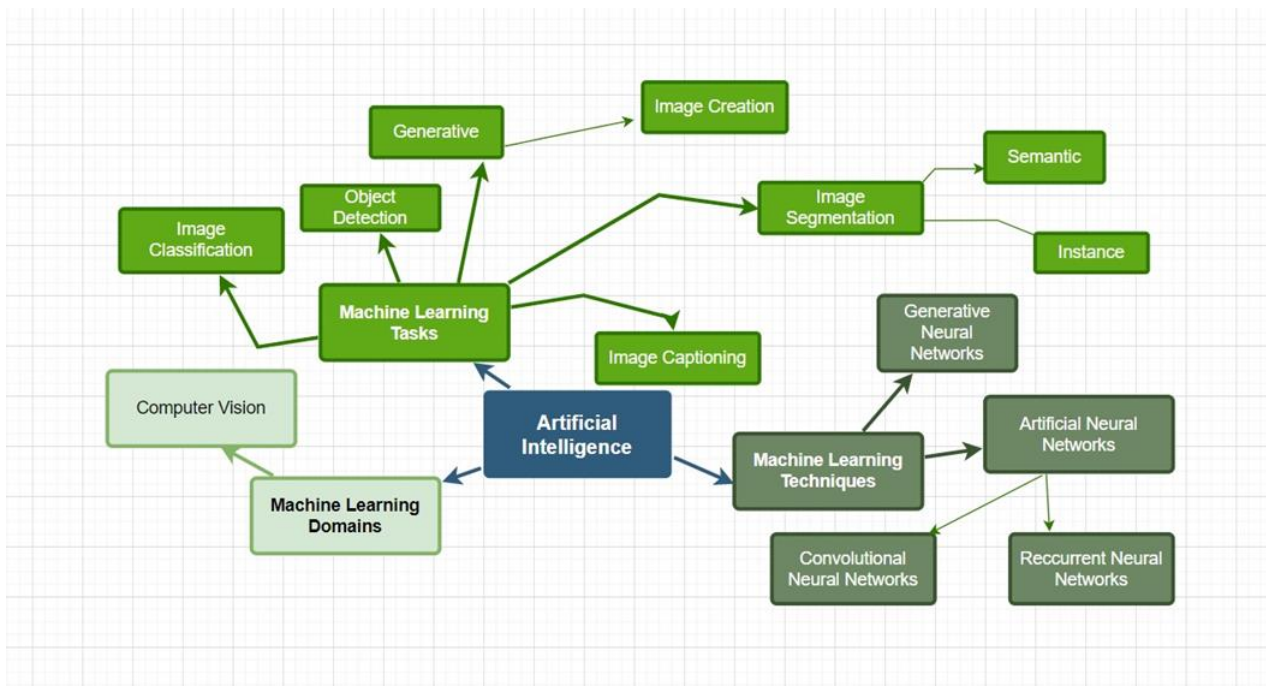 Image Creation
Generative
Semantic
Object
Detection
Image
Segmentation
Image
Classification
Instance
Machine Learning
Tasks
Generative
Neural
Networks
Image Captioning
Computer Vision
Artificial
Intelligence
Artificial Neural
Networks
Machine Learning
Techniques
Machine Learning
Domains
Convolutional
Neural Networks
Reccurrent Neural
Networks